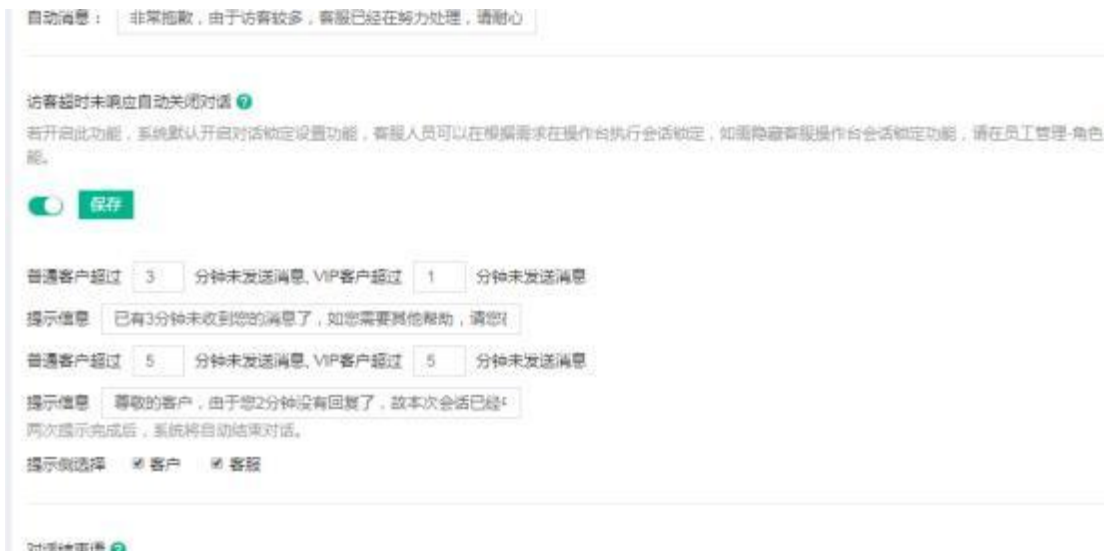 自动消息： 非常抱歉，由于访客较多，客服已经在努力处理，请耐心
访客超时未响应自动关闭对话
若开启此功能，系统默认开启对话锁定设置功能，客服人员可以在根据需求在操作台执行会话锁定，如需隐藏客服操作台会话锁定功能，请在员工管理-角色
能。
保存
普通客户超过 3 分钟未发送消息、VIP客户超过 1 分钟未发送消息
提示信息 已有3分钟未收到您的消息了，如您需要其他帮助，请您
普通客户超过 5 分钟未发送消息、VIP客户超过 5 分钟未发送消息
提示信息 尊敬的客户，由于您2分钟没有回复了，故本次会话已经
两次提示完成后，系统将自动结束对话。
提示侧选择 客户 客服
对话结束语